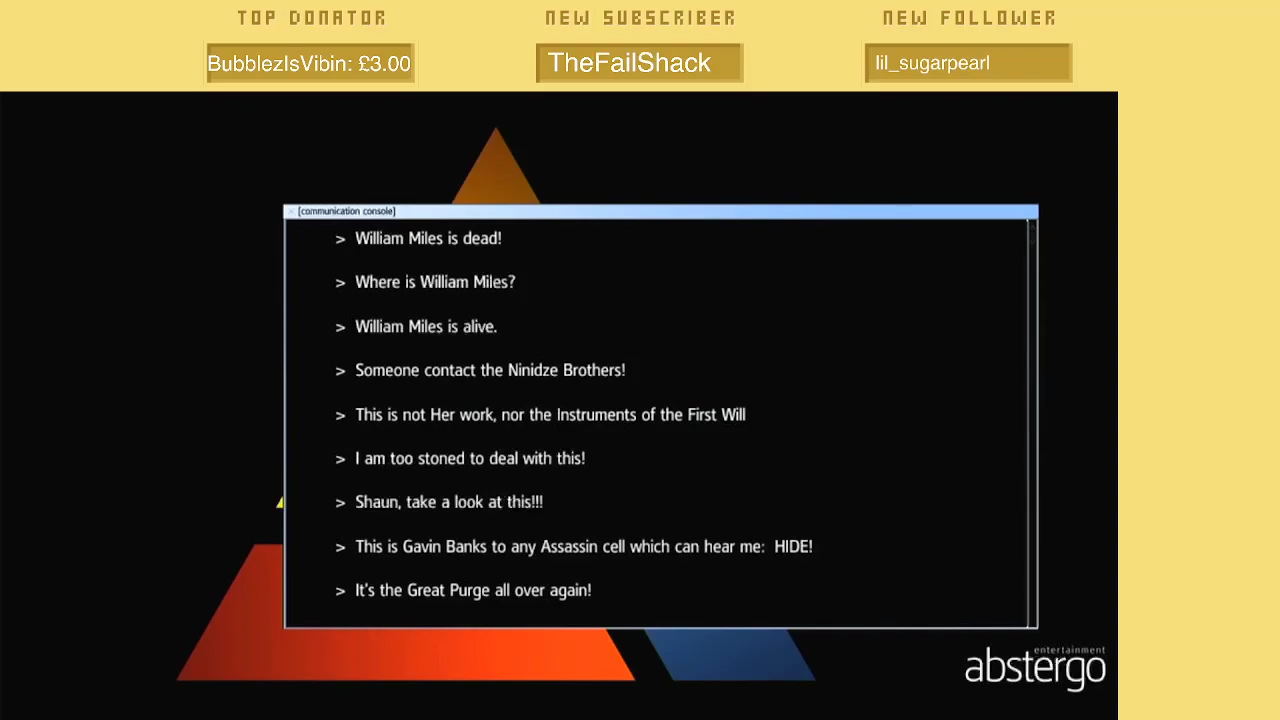 TOP DONATOR
NEW SUBSCRIBER
NEW FOLLOWER
BubblezIsVibin: £3.00
TheFailShack
lil_sugarpearl
[communication console]
> William Miles is dead!
> Where is William Miles?
> William Miles is alive.
> Someone contact the Ninidze Brothers!
> This is not Her work, nor the Instruments of the First Will
> I am too stoned to deal with this!
> Shaun, take a look at this!!!
> This is Gavin Banks to any Assassin cell which can hear me:  HIDE!
> It's the Great Purge all over again!
entertainment
abstergo